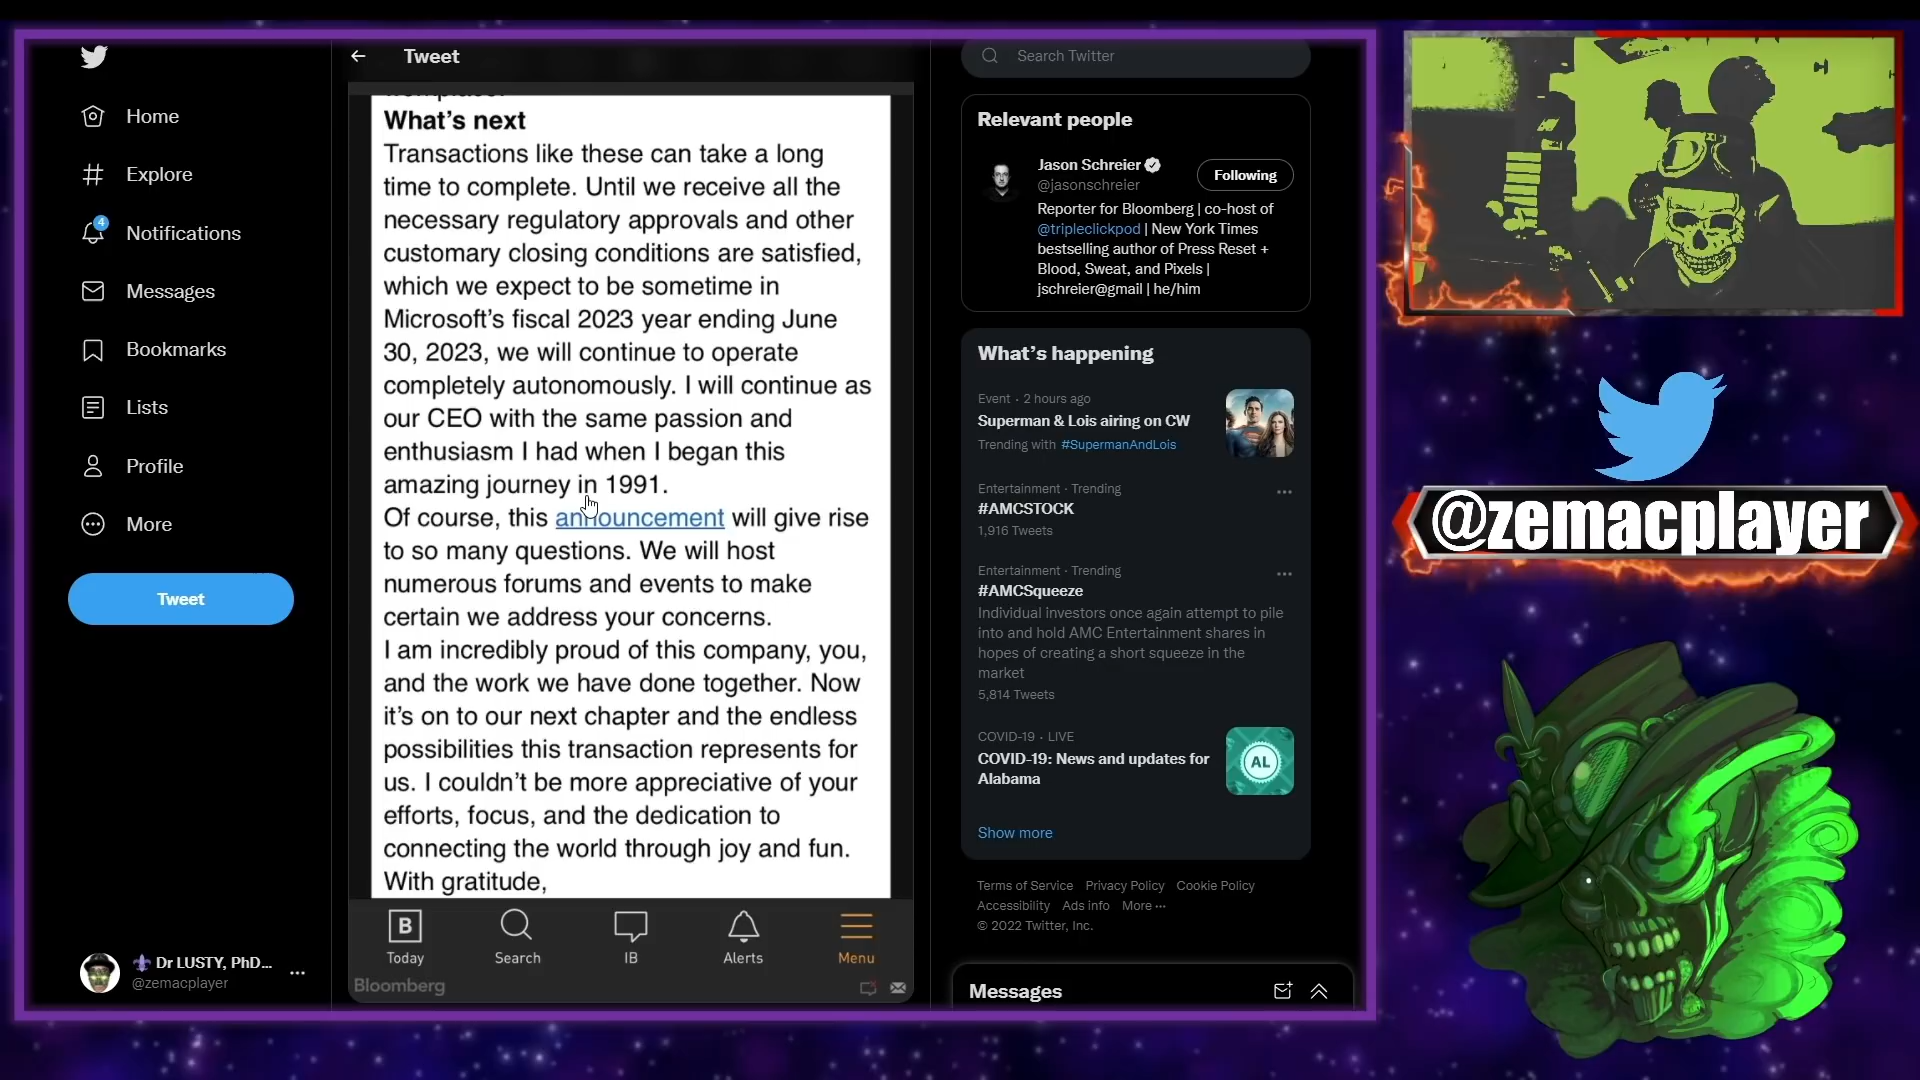 Home
Explore
4
Notifications
Messages
Bookmarks
Lists
Profile
More
Tweet
Dr LUSTY, PhD...
@zemacplayer
Tweet
What's next
Transactions like these can take a long
time to complete. Until we receive all the
necessary regulatory approvals and other
customary closing conditions are satisfied,
which we expect to be sometime in
Microsoft's fiscal 2023 year ending June
30, 2023, we will continue to operate
completely autonomously. I will continue as
our CEO with the same passion and
enthusiasm I had when I began this
amazing journey in 1991.
Of course, this announcement will give rise
to so many questions. We will host
numerous forums and events to make
certain we address your concerns.
I am incredibly proud of this company, you,
and the work we have done together. Now
it's on to our next chapter and the endless
possibilities this transaction represents for
us. I couldn't be more appreciative of your
efforts, focus, and the dedication to
connecting the world through joy and fun.
With gratitude,
B
Today
Search
IB
Alerts
Menu
Bloomberg
Search Twitter
Relevant people
Jason Schreier
@jasonschreier
Following
Reporter for Bloomberg | co-host of
@tripleclickpod | New York Times
bestselling author of Press Reset +
Blood, Sweat, and Pixels |
jschreier@gmail | he/him
What's happening
Event · 2 hours ago
Superman & Lois airing on CW
Trending with #SupermanAndLois
Entertainment · Trending
#AMCSTOCK
1,916 Tweets
Entertainment · Trending
#AMCSqueeze
Individual investors once again attempt to pile
into and hold AMC Entertainment shares in
hopes of creating a short squeeze in the
market
5,814 Tweets
COVID-19 · LIVE
COVID-19: News and updates for
Alabama
AL
Show more
Terms of Service Privacy Policy Cookie Policy
Accessibility Ads info More ···
© 2022 Twitter, Inc.
Messages
@zemacplayer